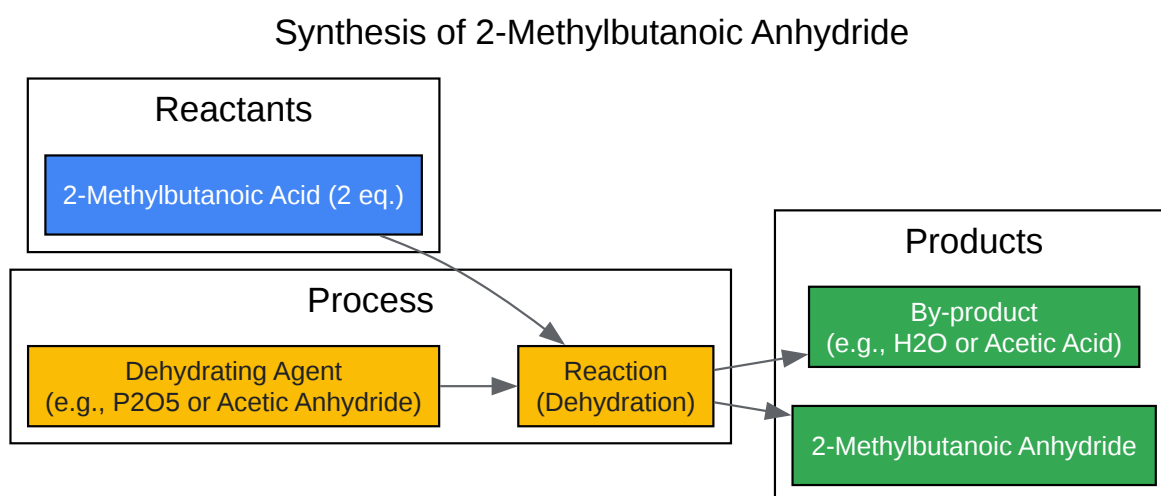 Synthesis of 2-Methylbutanoic Anhydride
Reactants
2-Methylbutanoic Acid (2 eq.)
Process
Dehydrating Agent
(e.g., P2O5 or Acetic Anhydride)
Reaction
(Dehydration)
Products
By-product
(e.g., H2O or Acetic Acid)
2-Methylbutanoic Anhydride